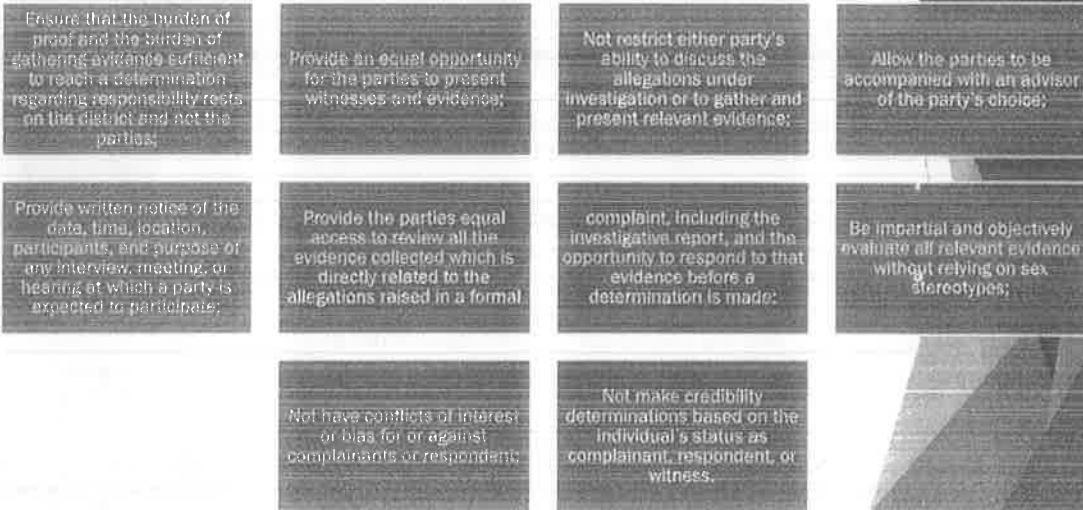 Ensure that the burden of
proof and the burden of
gathering evidence sufficient
to reach a determination
regarding responsibility rests
on the district and not the
parties;
Provide an equal opportunity
for the parties to present
witnesses and evidence;
Not restrict either party's
ability to discuss the
allegations under
investigation or to gather and
present relevant evidence;
Allow the parties to be
accompanied with an advisor
of the party's choice;
Provide written notice of the
date, time, location,
participants, and purpose of
any interview, meeting, or
hearing at which a party is
expected to participate;
Provide the parties equal
access to review all the
evidence collected which is
directly related to the
allegations raised in a formal
complaint, including the
investigative report, and the
opportunity to respond to that
evidence before a
determination is made;
Be impartial and objectively
evaluate all relevant evidence
without relying on sex
stereotypes;
Not have conflicts of interest
or bias for or against
complainants or respondent;
Not make credibility
determinations based on the
individual's status as
complainant, respondent, or
witness.